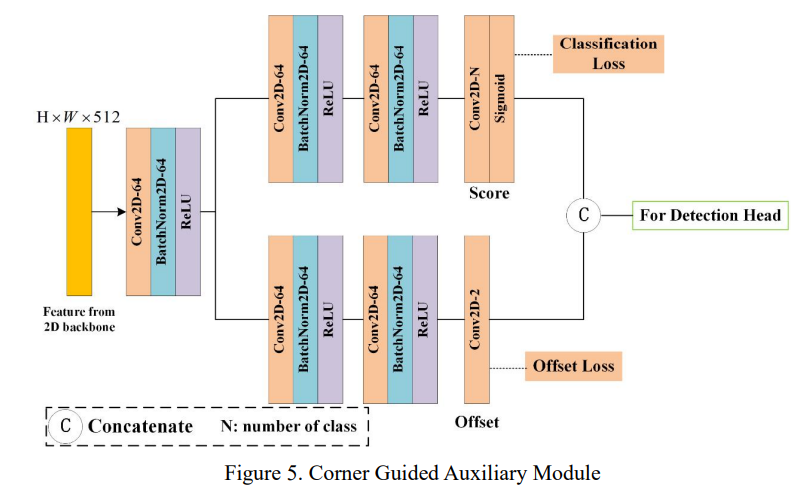 H×W×512
Feature from
2D backbone
Conv2D-64
BatchNorm2D-64
ReLU
Conv2D-64
BatchNorm2D-64
ReLU
Conv2D-64
BatchNorm2D-64
ReLU
Conv2D-N
Sigmoid
Score
Classification
Loss
Conv2D-64
BatchNorm2D-64
ReLU
Conv2D-64
BatchNorm2D-64
ReLU
Conv2D-2
Offset
Offset Loss
C
For Detection Head
C Concatenate N: number of class
Figure 5. Corner Guided Auxiliary Module